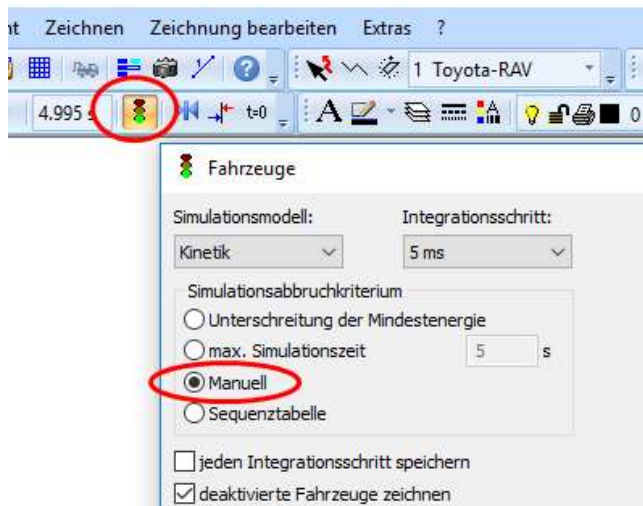 nt Zeichnen Zeichnung bearbeiten Extras ?
1 Toyota-RAV
4.995 s t=0 A 0
Fahrzeuge
Simulationsmodell: Integrationsschritt:
Kinetik 5 ms
Simulationsabbruchkriterium
Unterschreitung der Mindestenergie
max. Simulationszeit 5 s
Manuell
Sequenztabelle
jeden Integrationsschritt speichern
deaktivierte Fahrzeuge zeichnen